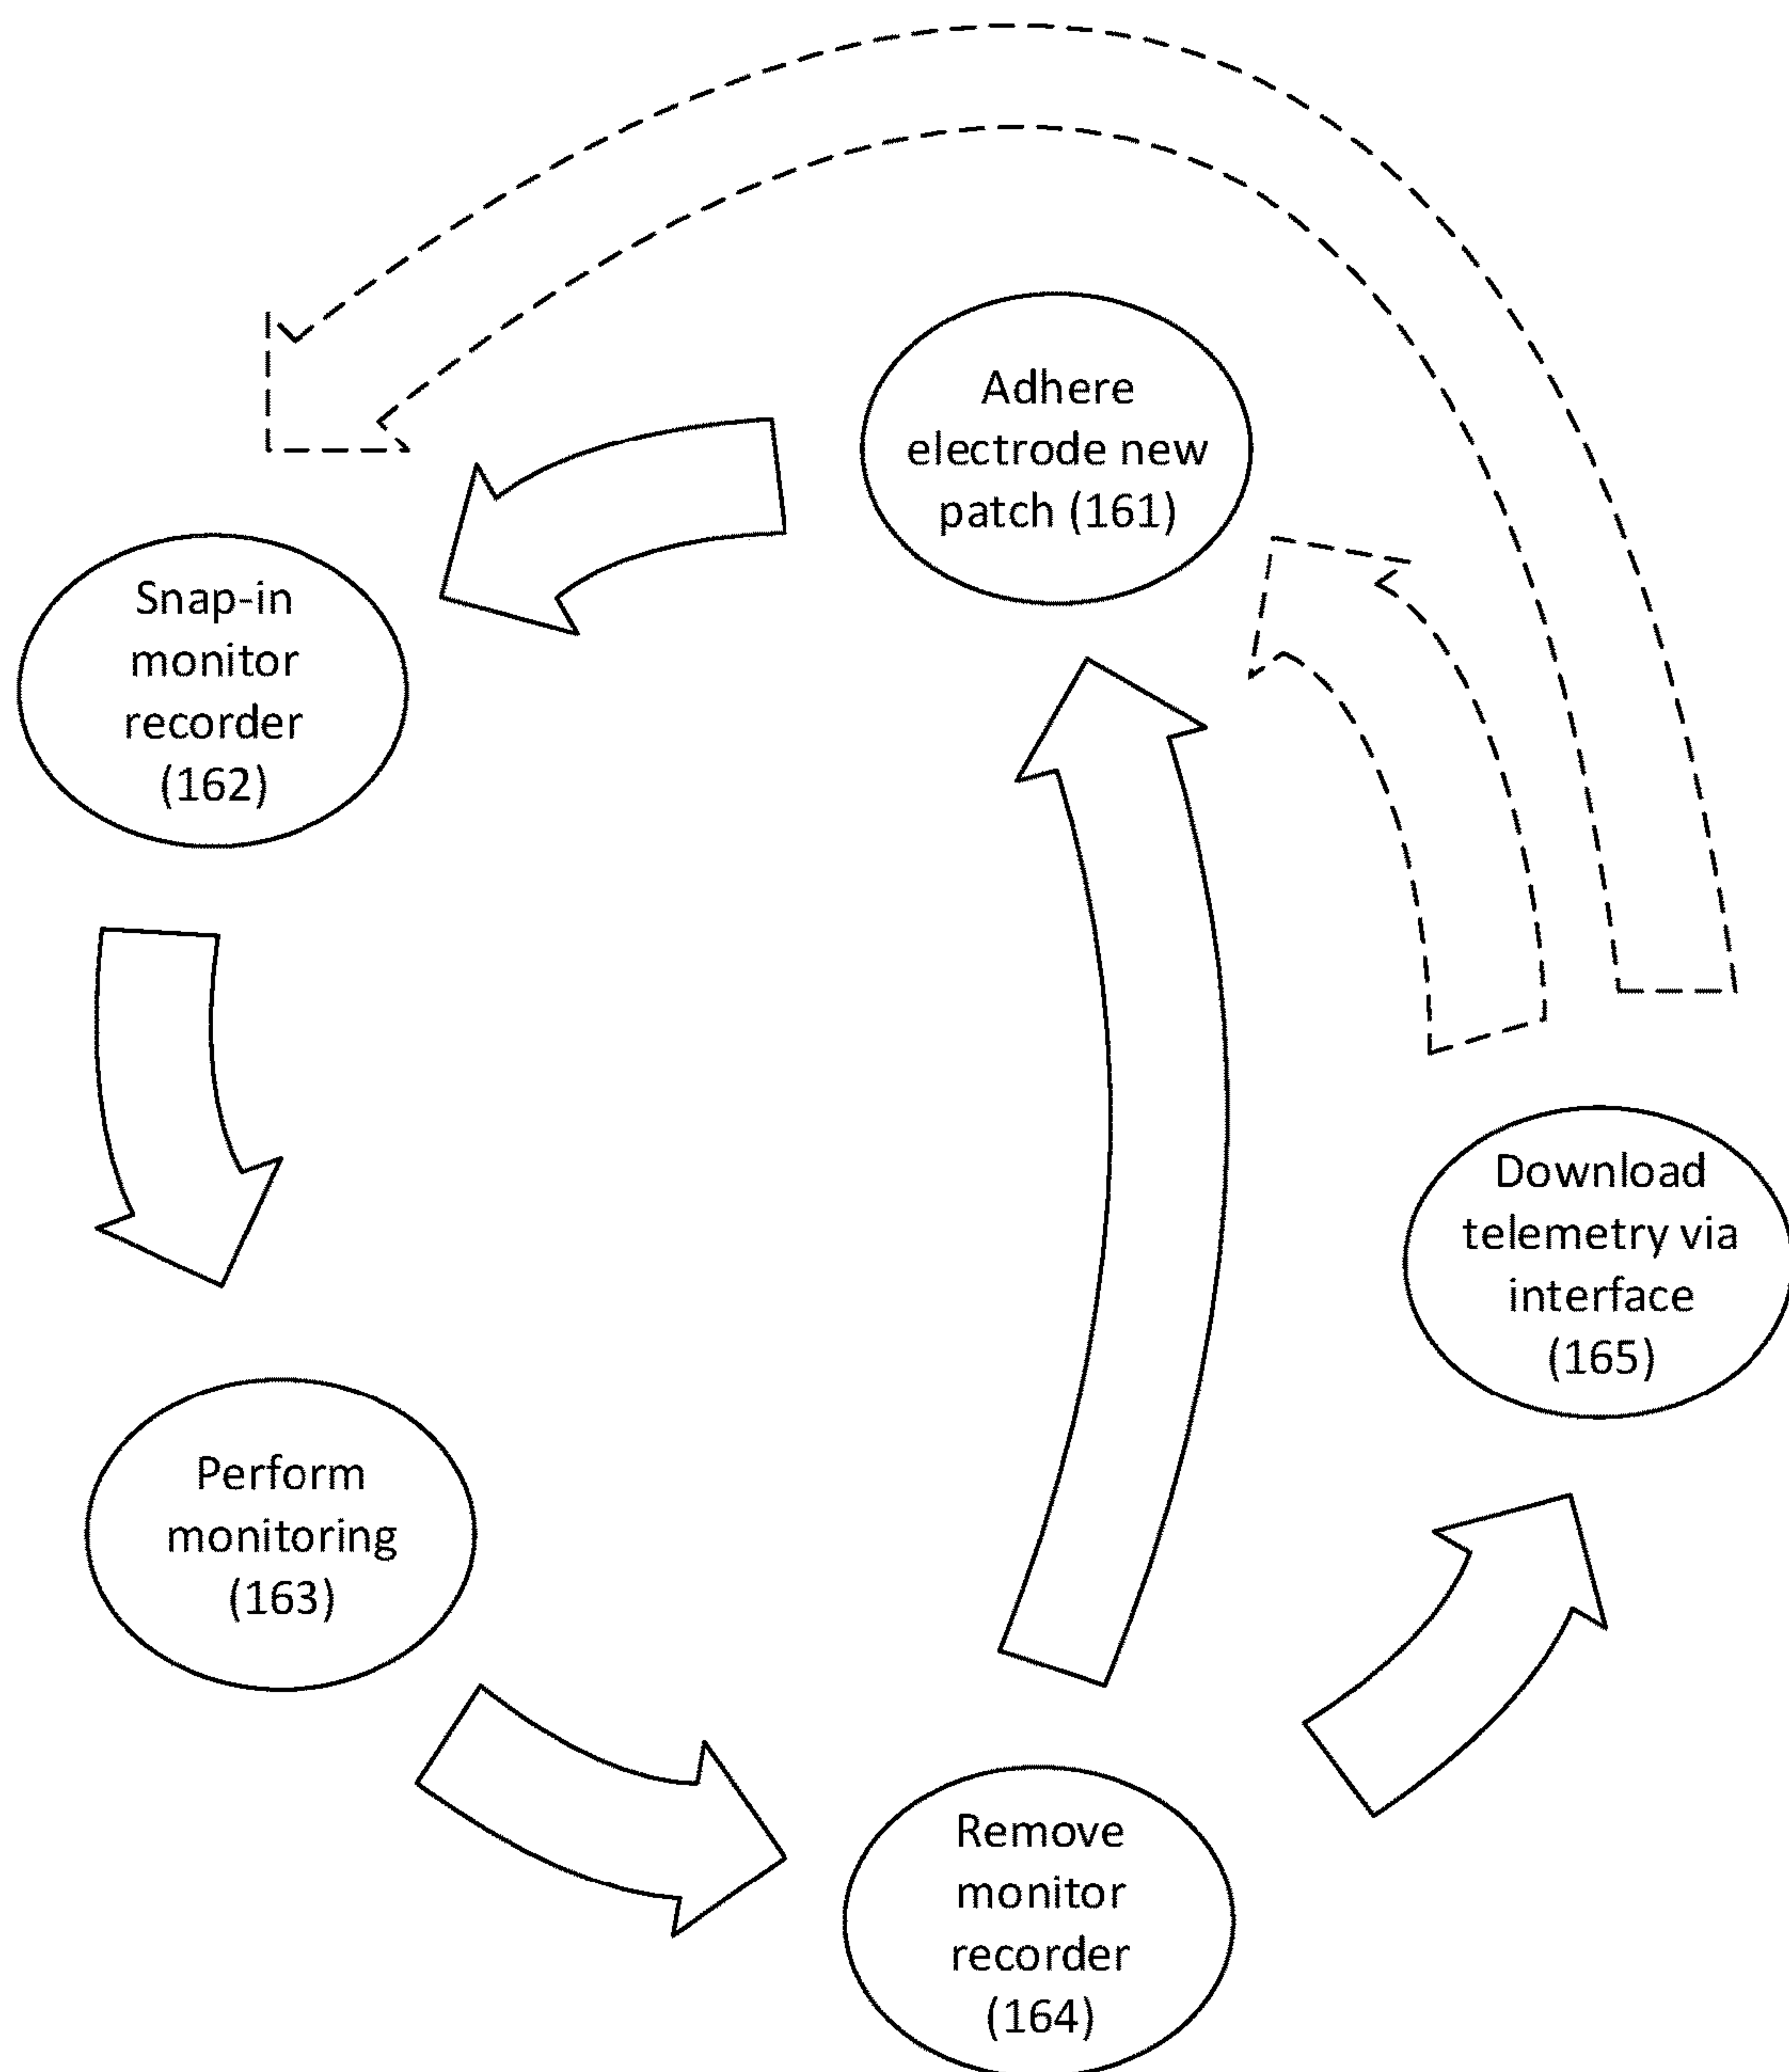 Adhere
electrode new
patch (161)
Snap-in
monitor
recorder
(162)
Perform
monitoring
(163)
Remove
monitor
recorder
(164)
Download
telemetry via
interface
(165)